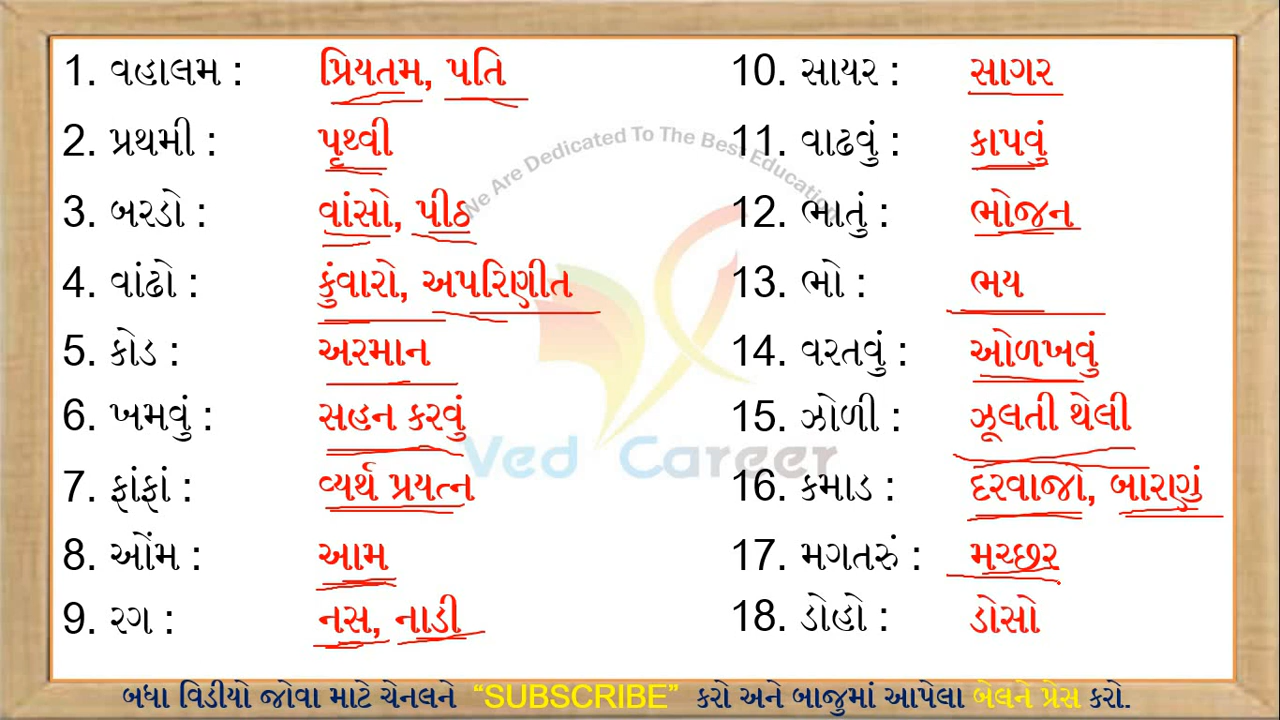 1. વહાલમ : પ્રિયતમ, પતિ
2. પ્રથમી : પૃથ્વી
3. બરડો : વાંસો, પીઠ
4. વાંઢો : કુંવારો, અપરિણીત
5. કોડ : અરમાન
6. ખમવું : સહન કરવું
7. ફાંફાં : વ્યર્થ પ્રયત્ન
8. ઓંમ : આમ
9. રગ : નસ, નાડી
10. સાયર : સાગર
11. વાઢવું : કાપવું
12. ભાતું : ભોજન
13. ભો : ભય
14. વરતવું : ઓળખવું
15. ઝોળી : ઝૂલતી થેલી
16. કમાડ : દરવાજો, બારણું
17. મગતરું : મચ્છર
18. ડોહો : ડોસો
We Are Dedicated To The Best Education
Ved Career
બધા વિડીયો જોવા માટે ચેનલને “SUBSCRIBE” કરો અને બાજુમાં આપેલા બેલને પ્રેસ કરો.